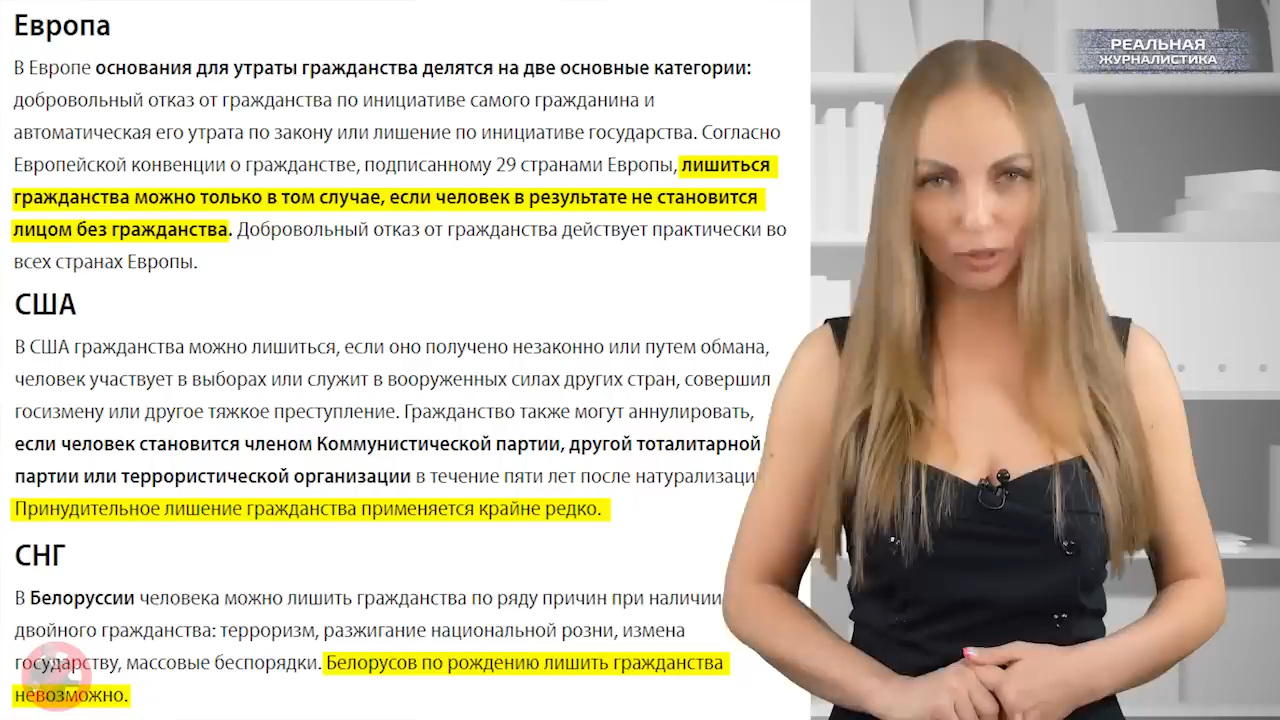 Европа
В Европе основания для утраты гражданства делятся на две основные категории:
добровольный отказ от гражданства по инициативе самого гражданина и
автоматическая его утрата по закону или лишение по инициативе государства. Согласно
Европейской конвенции о гражданстве, подписанному 29 странами Европы, лишиться
гражданства можно только в том случае, если человек в результате не становится
лицом без гражданства. Добровольный отказ от гражданства действует практически во
всех странах Европы.
США
В США гражданства можно лишиться, если оно получено незаконно или путем обмана,
человек участвует в выборах или служит в вооруженных силах других стран, совершил
госизмену или другое тяжкое преступление. Гражданство также могут аннулировать,
если человек становится членом Коммунистической партии, другой тоталитарной
партии или террористической организации в течение пяти лет после натурализаци
Принудительное лишение гражданства применяется крайне редко.
СНГ
В Белоруссии человека можно лишить гражданства по ряду причин при наличии
двойного гражданства: терроризм, разжигание национальной розни, измена
государству, массовые беспорядки. Белорусов по рождению лишить гражданства
невозможно.
РЕАЛЬНАЯ
ЖУРНАЛИСТИКА